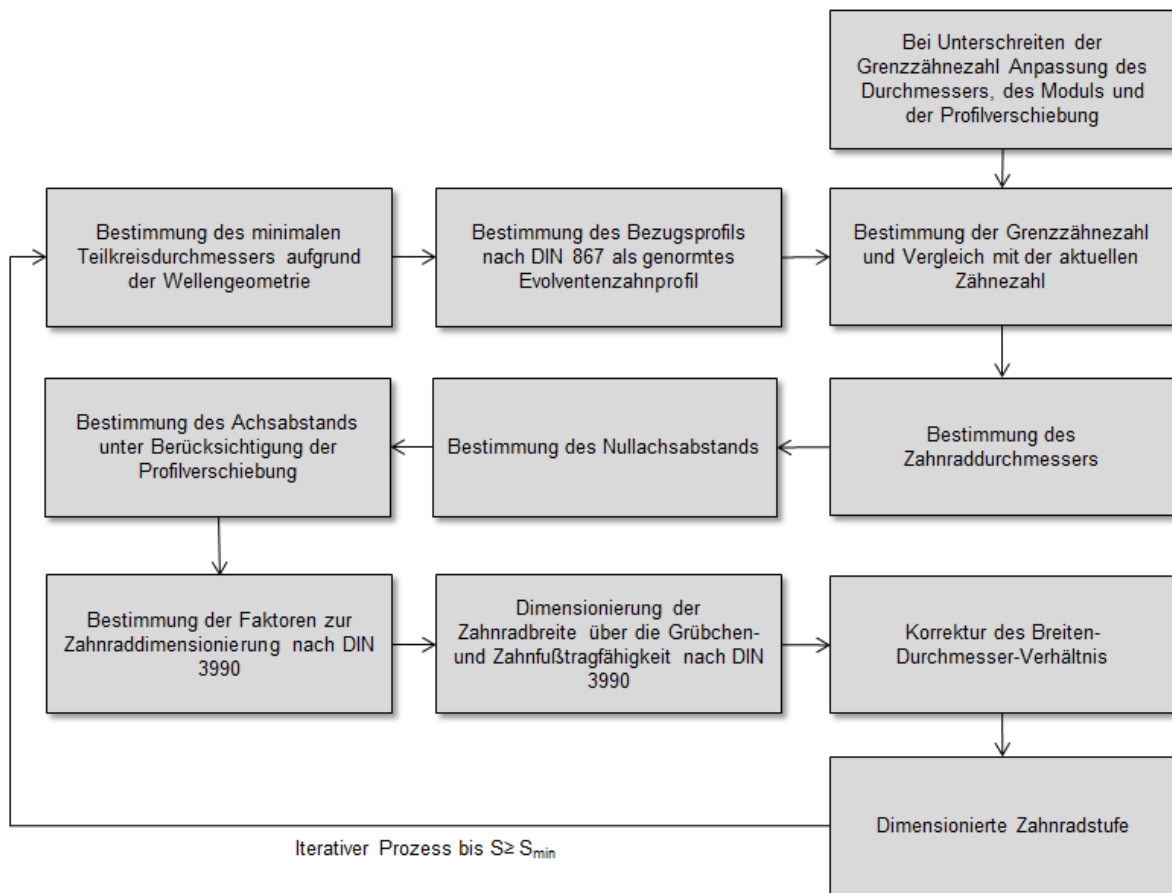 Bei Unterschreiten der
Grenzzähnezahl Anpassung des
Durchmessers, des Moduls und
der Profilverschiebung
Bestimmung des minimalen
Teilkreisdurchmessers aufgrund
der Wellengeometrie
Bestimmung des Bezugsprofils
nach DIN 867 als genormtes
Evolventenzahnprofil
Bestimmung der Grenzzähnezahl
und Vergleich mit der aktuellen
Zähnezahl
Bestimmung des Achsabstands
unter Berücksichtigung der
Profilverschiebung
Bestimmung des Nullachsabstands
Bestimmung des
Zahnraddurchmessers
Bestimmung der Faktoren zur
Zahnraddimensionierung nach DIN
3990
Dimensionierung der
Zahnradbreite über die Grübchen-
und Zahnfußtragfähigkeit nach DIN
3990
Korrektur des Breiten-
Durchmesser-Verhältnis
Dimensionierte Zahnradstufe
Iterativer Prozess bis S≥ Smin